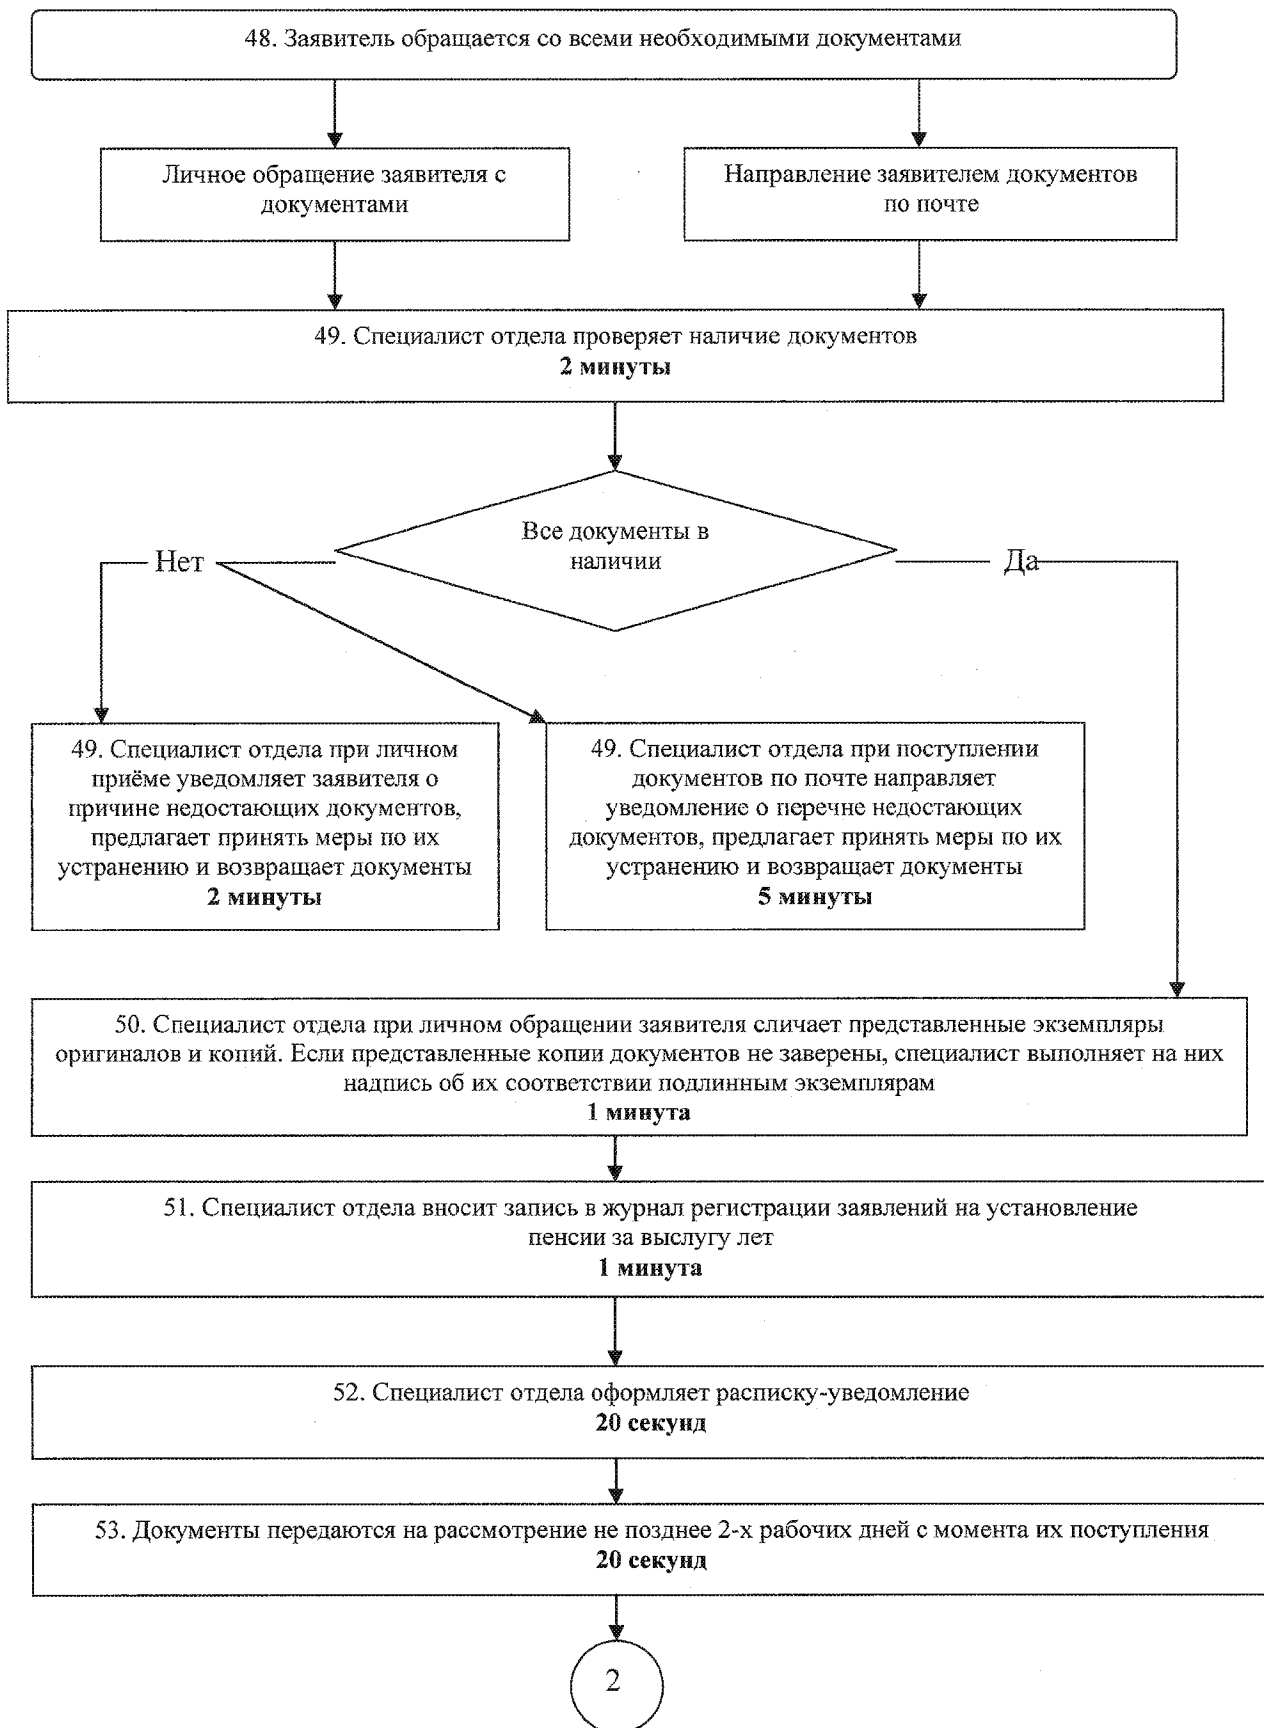 48. Заявитель обращается со всеми необходимыми документами
Личное обращение заявителя с
документами
Направление заявителем документов
по почте
49. Специалист отдела проверяет наличие документов
2 минуты
Все документы в
наличии
Нет
Да
49. Специалист отдела при личном
приёме уведомляет заявителя о
причине недостающих документов,
предлагает принять меры по их
устранению и возвращает документы
2 минуты
49. Специалист отдела при поступлении
документов по почте направляет
уведомление о перечне недостающих
документов, предлагает принять меры по их
устранению и возвращает документы
5 минуты
50. Специалист отдела при личном обращении заявителя сличает представленные экземпляры
оригиналов и копий. Если представленные копии документов не заверены, специалист выполняет на них
надпись об их соответствии подлинным экземплярам
1 минута
51. Специалист отдела вносит запись в журнал регистрации заявлений на установление
пенсии за выслугу лет
1 минута
52. Специалист отдела оформляет расписку-уведомление
20 секунд
53. Документы передаются на рассмотрение не позднее 2-х рабочих дней с момента их поступления
20 секунд
2